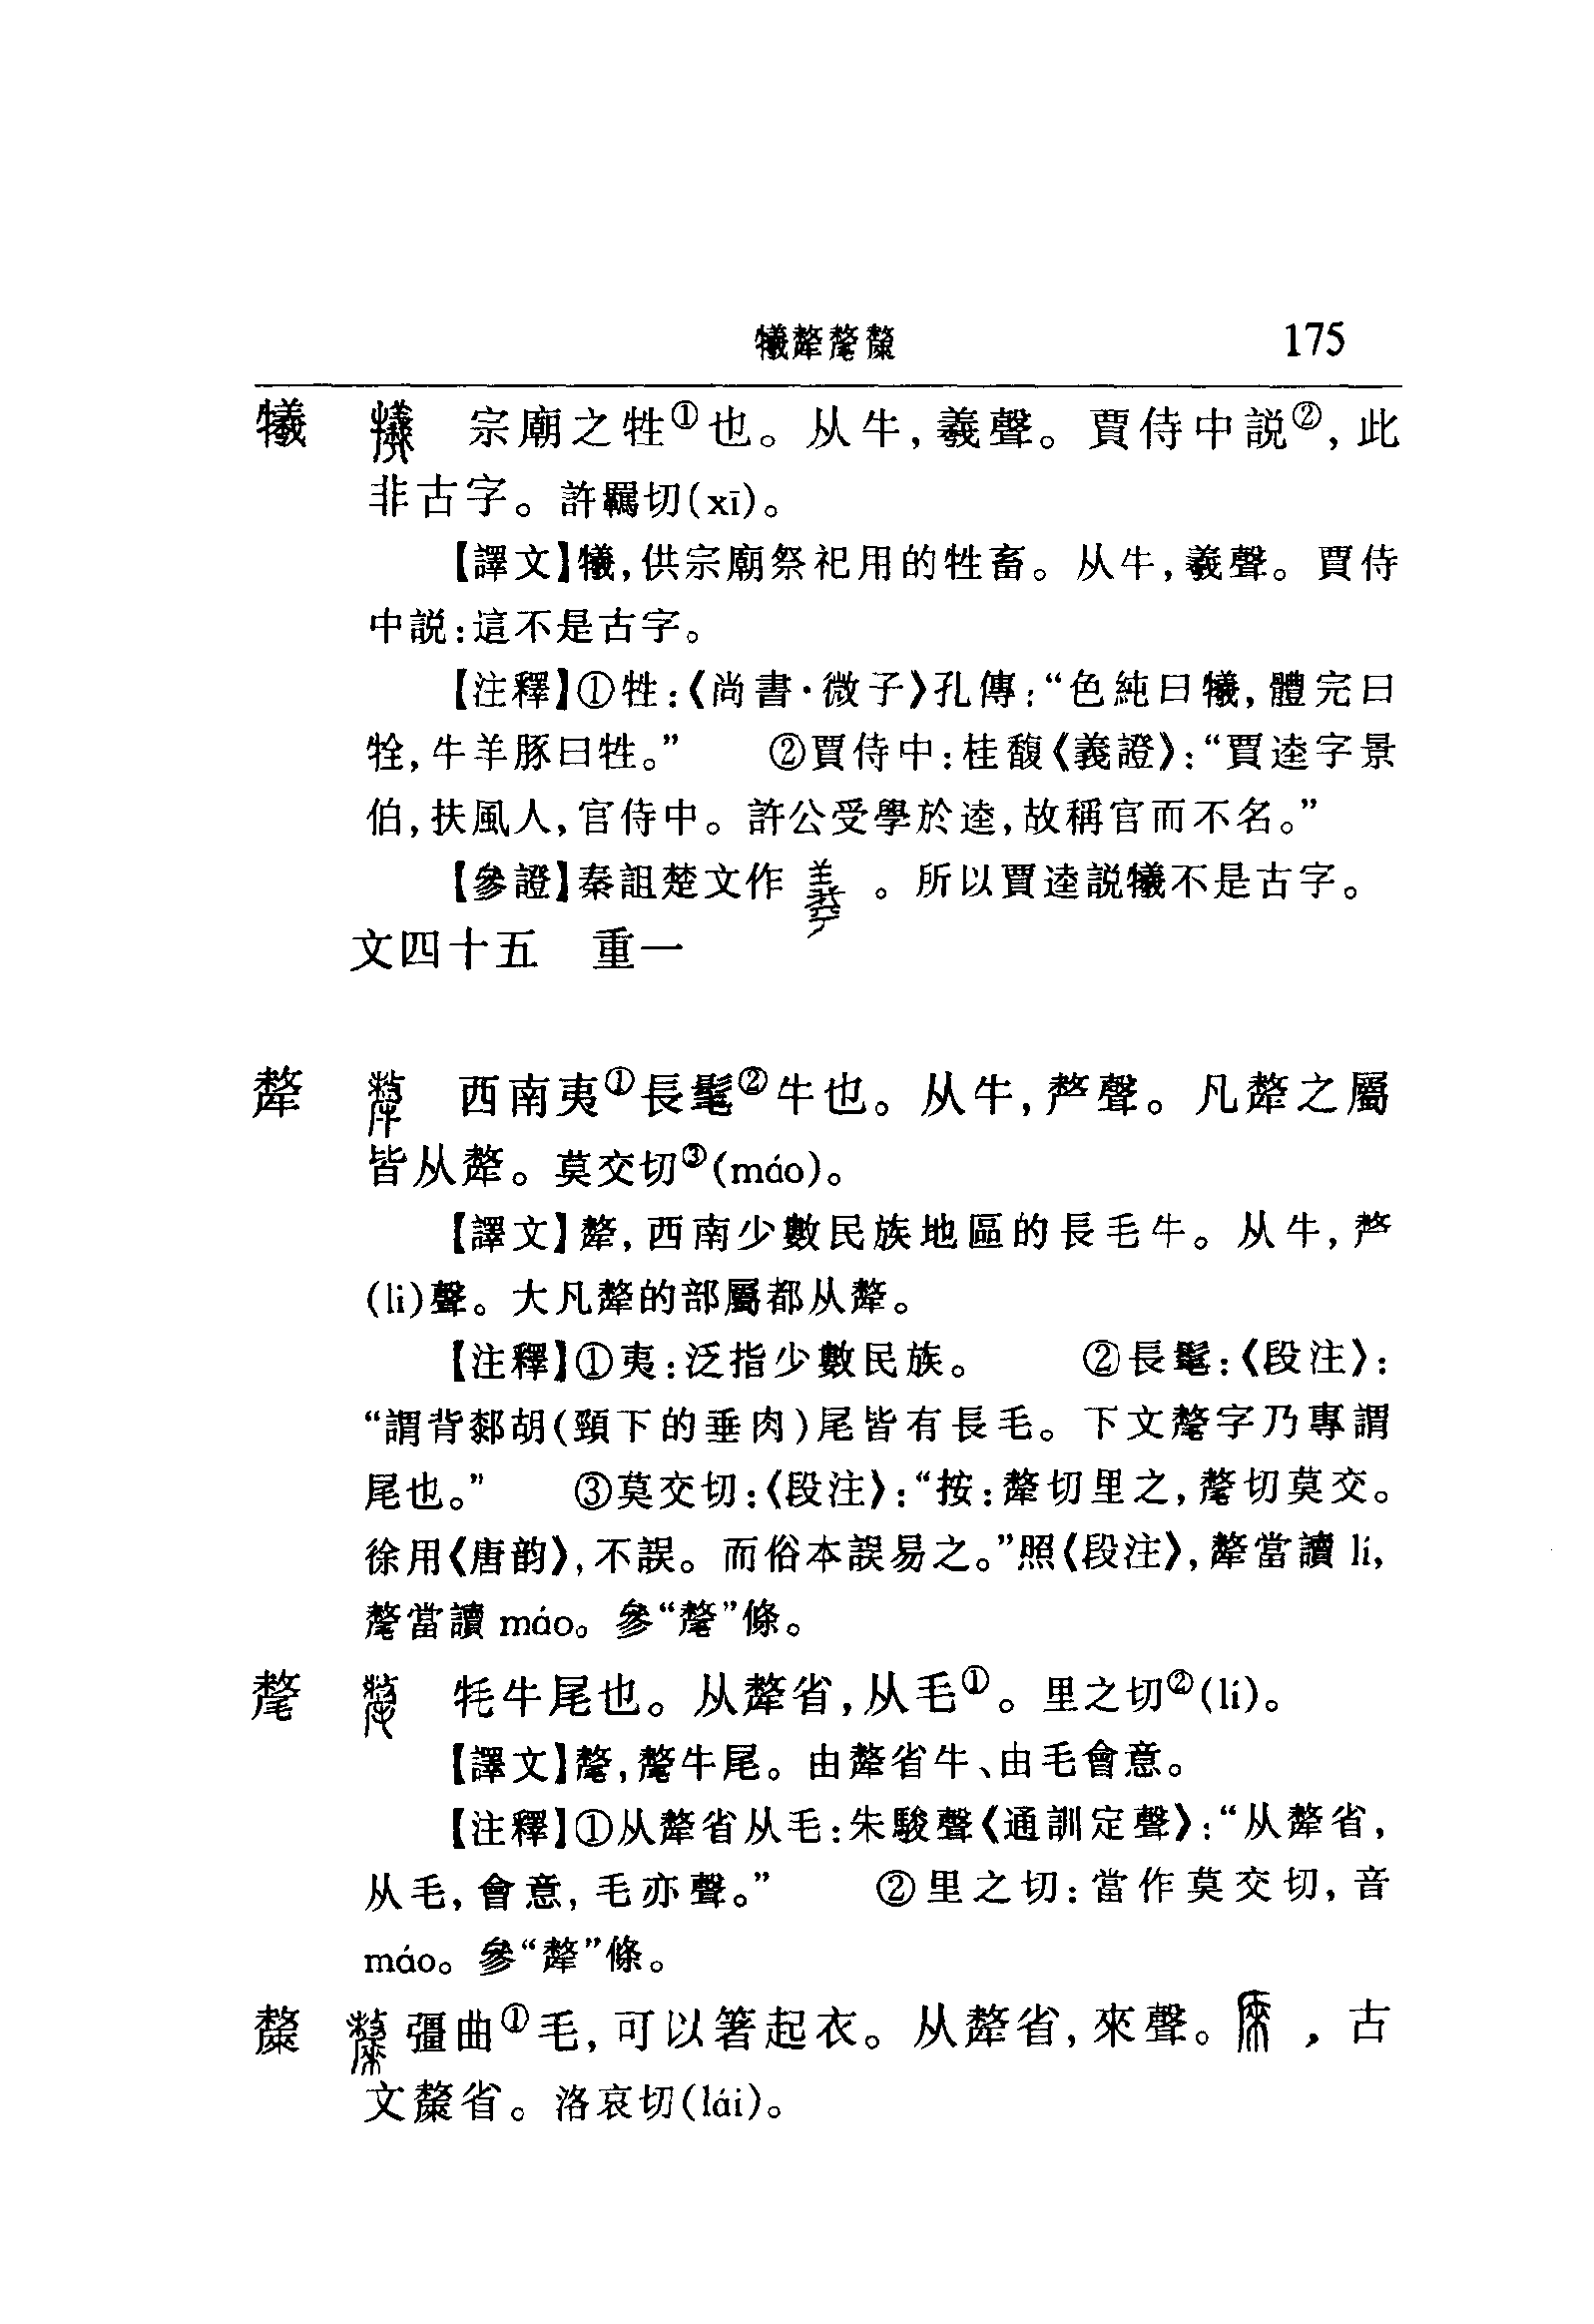 犧犛氂斄 175
犧 宗廟之牲①也。从牛,羲聲。賈侍中説②,此
非古字。許羈切(xī)。
【譯文】犧,供宗廟祭祀用的牲畜。从牛,羲聲。賈侍
中説:這不是古字。
【注釋】①牲:《尚書·微子》孔傳:“色純曰犧,體完曰
牷,牛羊豚曰牲。” ②賈侍中:桂馥《義證》:“賈逵字景
伯,扶風人,官侍中。許公受學於逵,故稱官而不名。”
【參證】秦詛楚文作 。所以賈逵説犧不是古字。
文四十五 重一
犛 西南夷①長髦②牛也。从牛,𠩺聲。凡犛之屬
皆从犛。莫交切③(máo)。
【譯文】犛,西南少數民族地區的長毛牛。从牛,𠩺
(li)聲。大凡犛的部屬都从犛。
【注釋】①夷:泛指少數民族。 ②長髦:《段注》:
“謂背厀胡(頸下的垂肉)尾皆有長毛。下文氂字乃專謂
尾也。” ③莫交切:《段注》:“按:犛切里之,氂切莫交。
徐用《唐韵》,不誤。而俗本誤易之。”照《段注》,犛當讀 lí,
氂當讀 máo。參“氂”條。
氂 牦牛尾也。从犛省,从毛①。里之切②(lí)。
【譯文】氂,氂牛尾。由犛省牛、由毛會意。
【注釋】①从犛省从毛:朱駿聲《通訓定聲》:“从犛省,
从毛,會意,毛亦聲。” ②里之切:當作莫交切,音
máo。參“犛”條。
斄 彊曲①毛,可以箸起衣。从犛省,來聲。 ,古
文斄省。洛哀切(lái)。